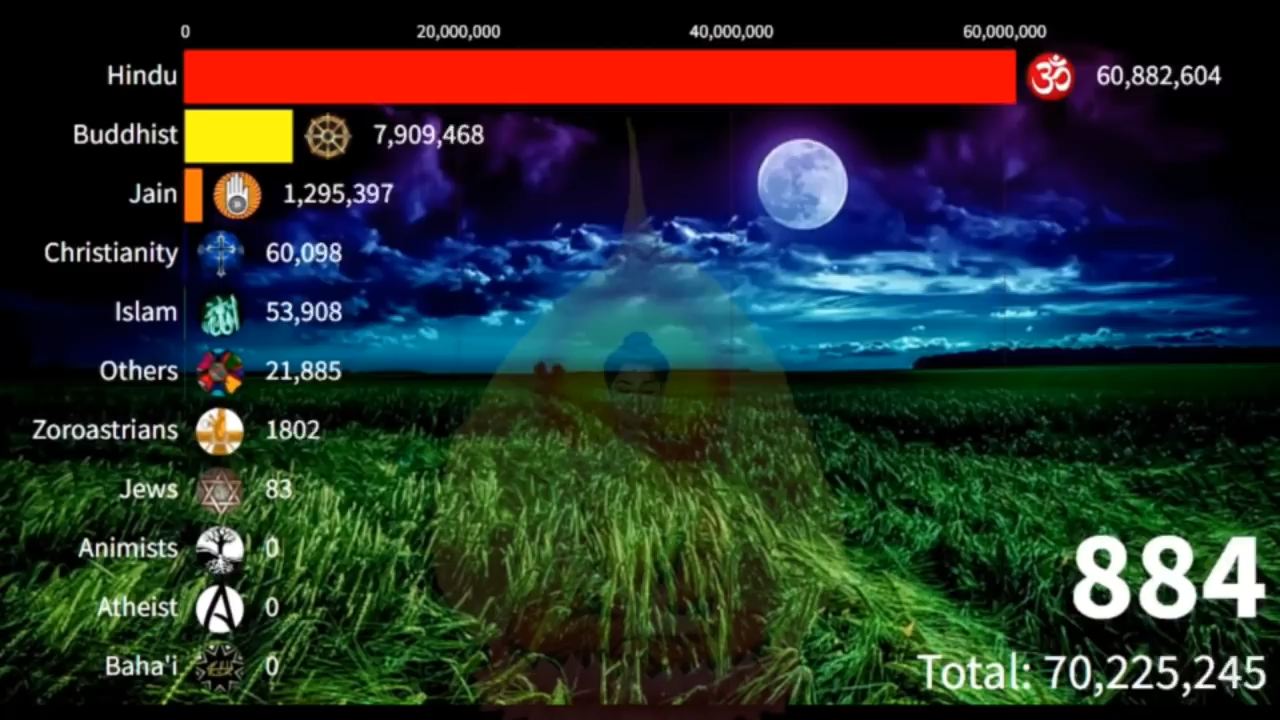 0 20,000,000 40,000,000 60,000,000
Hindu 60,882,604
Buddhist 7,909,468
Jain 1,295,397
Christianity 60,098
Islam 53,908
Others 21,885
Zoroastrians 1802
Jews 83
Animists 0
Atheist 0
Baha'i 0
884
Total: 70,225,245